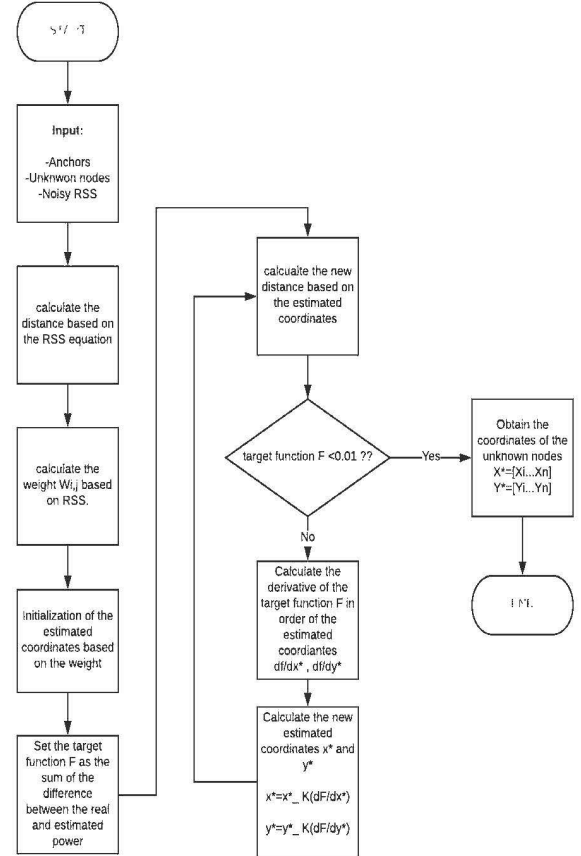 Input:
-Anchors
-Unknwon nodes
-Noisy RSS
calculate the
distance based on
the RSS equation
calculate the
weight Wi,j based
on RSS.
Initialization of the
estimated
coordinates based
on the weight
Set the target
function F as the
sum of the
difference
between the real
and estimated
power
calcualte the new
distance based on
the estimated
coordinates
target function F <0.01 ??
Yes
No
Calculate the
derivative of the
target function F in
order of the
estimated
coordiantes
df/dx* , df/dy*
Calculate the new
estimated
coordinates x* and
y*
x*=x*_ K(dF/dx*)
y*=y*_ K(dF/dy*)
Obtain the
coordinates of the
unknown nodes
X*=[Xi...Xn]
Y*=[Yi...Yn]